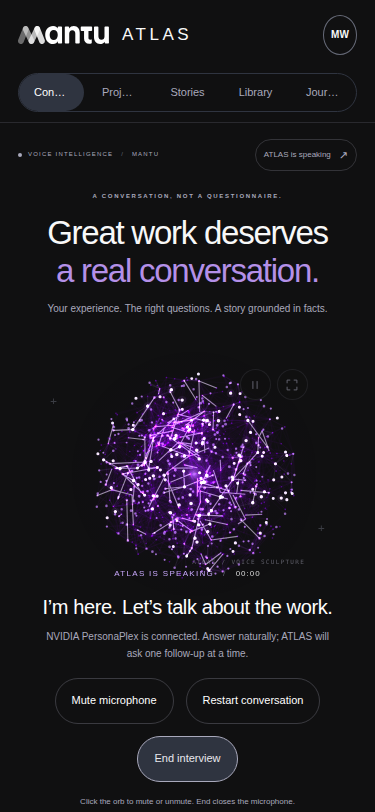 mantu ATLAS
MW
Con… Proj… Stories Library Jour…
VOICE INTELLIGENCE / MANTU
ATLAS is speaking ↗
A CONVERSATION, NOT A QUESTIONNAIRE.
Great work deserves
a real conversation.
Your experience. The right questions. A story grounded in facts.
/ VOICE SCULPTURE
ATLAS IS SPEAKING 00:00
I'm here. Let's talk about the work.
NVIDIA PersonaPlex is connected. Answer naturally; ATLAS will
ask one follow-up at a time.
Mute microphone
Restart conversation
End interview
Click the orb to mute or unmute. End closes the microphone.